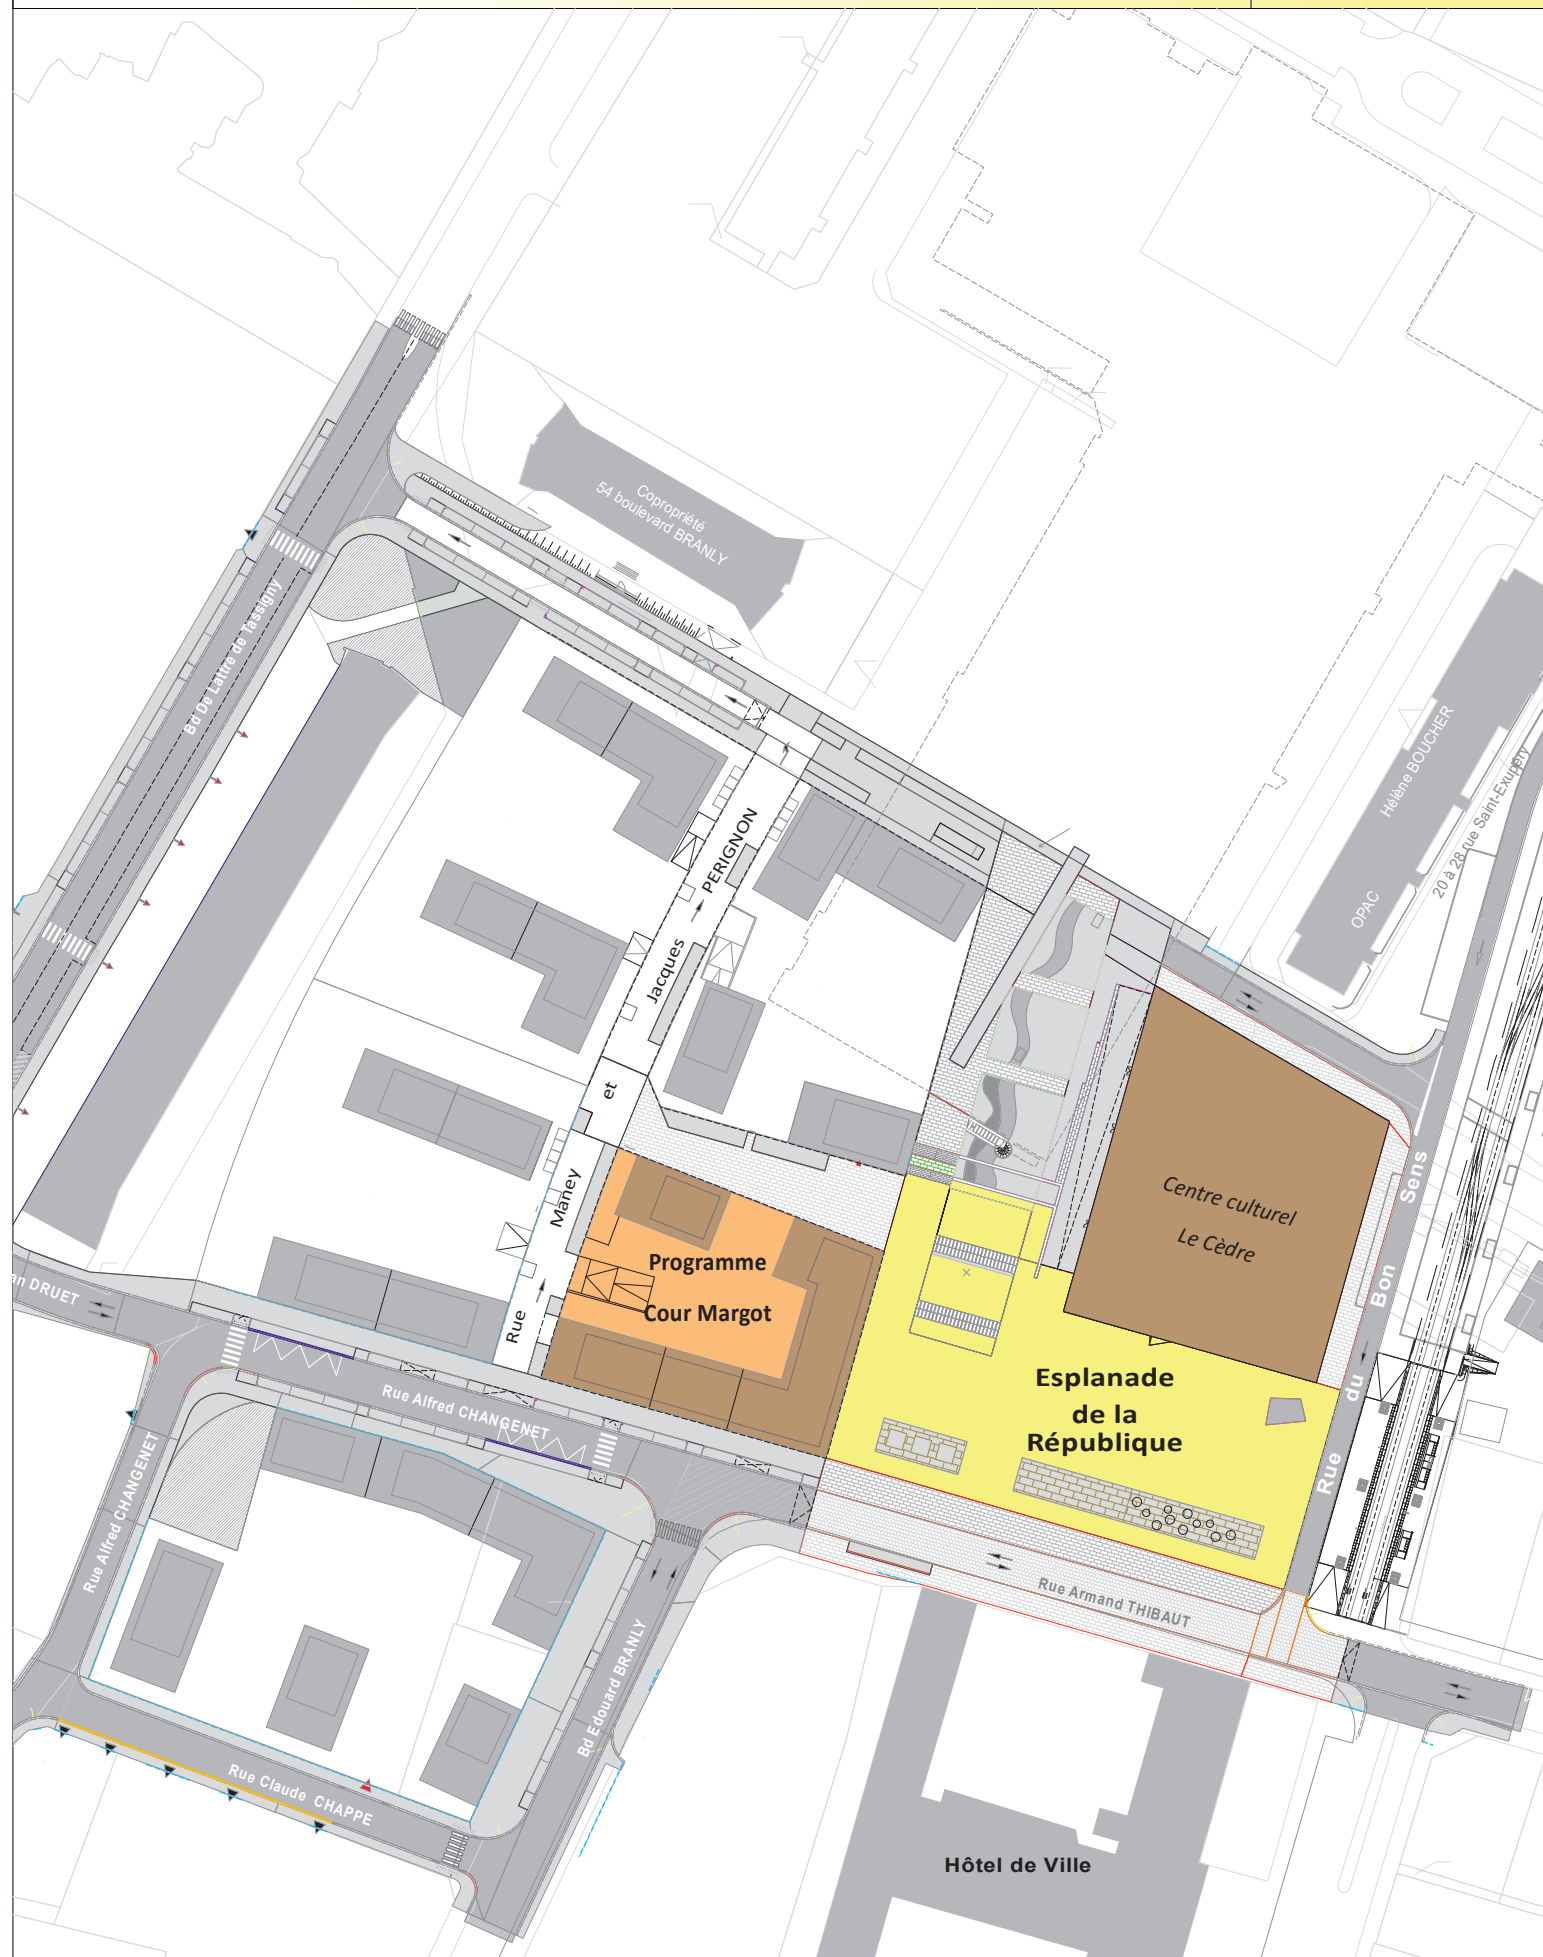 Copropriété
54 boulevard BRANLY
Bd De Lattre de Tassigny
Hélène BOUCHER
OPAC
20 à 28 rue Saint-Exupéry
Rue Maney et Jacques PERIGNON
Centre culturel
Le Cèdre
Programme
Cour Margot
Esplanade
de la
République
Rue du Bon Sens
DRUET
Rue Alfred CHANGENET
Rue Alfred CHANGENET
Rue Armand THIBAUT
Bd Edouard BRANLY
Rue Claude CHAPPE
Hôtel de Ville